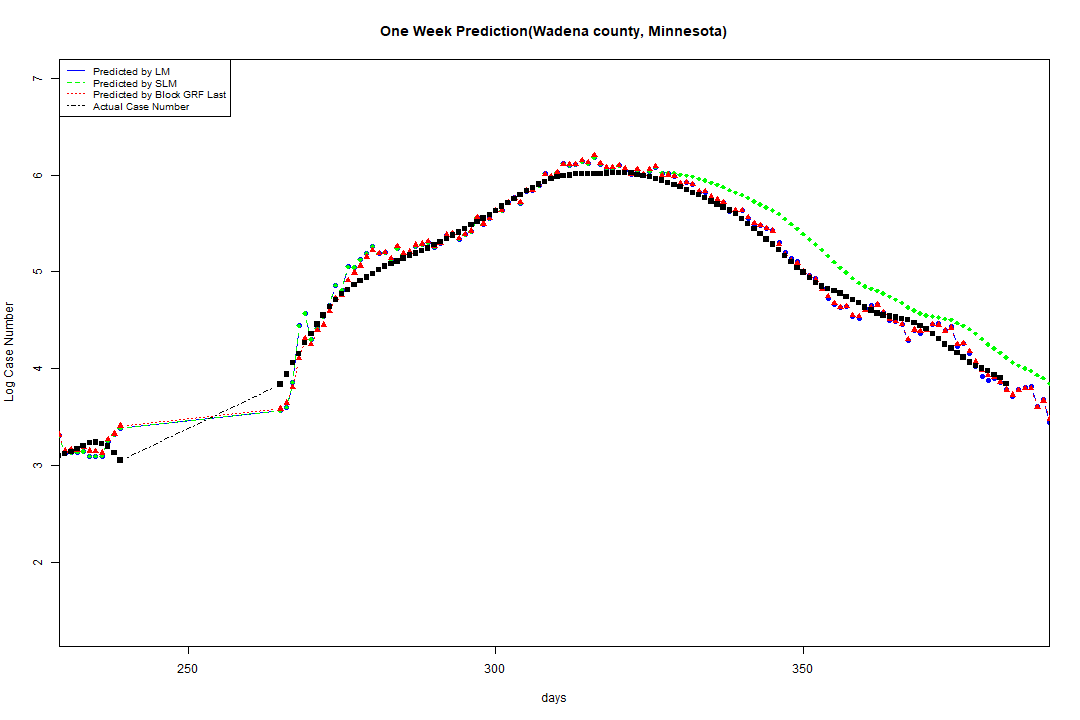 One Week Prediction(Wadena county, Minnesota)
Predicted by LM
Predicted by SLM
Predicted by Block GRF Last
Actual Case Number
7
6
5
4
3
2
Log Case Number
250
300
350
days